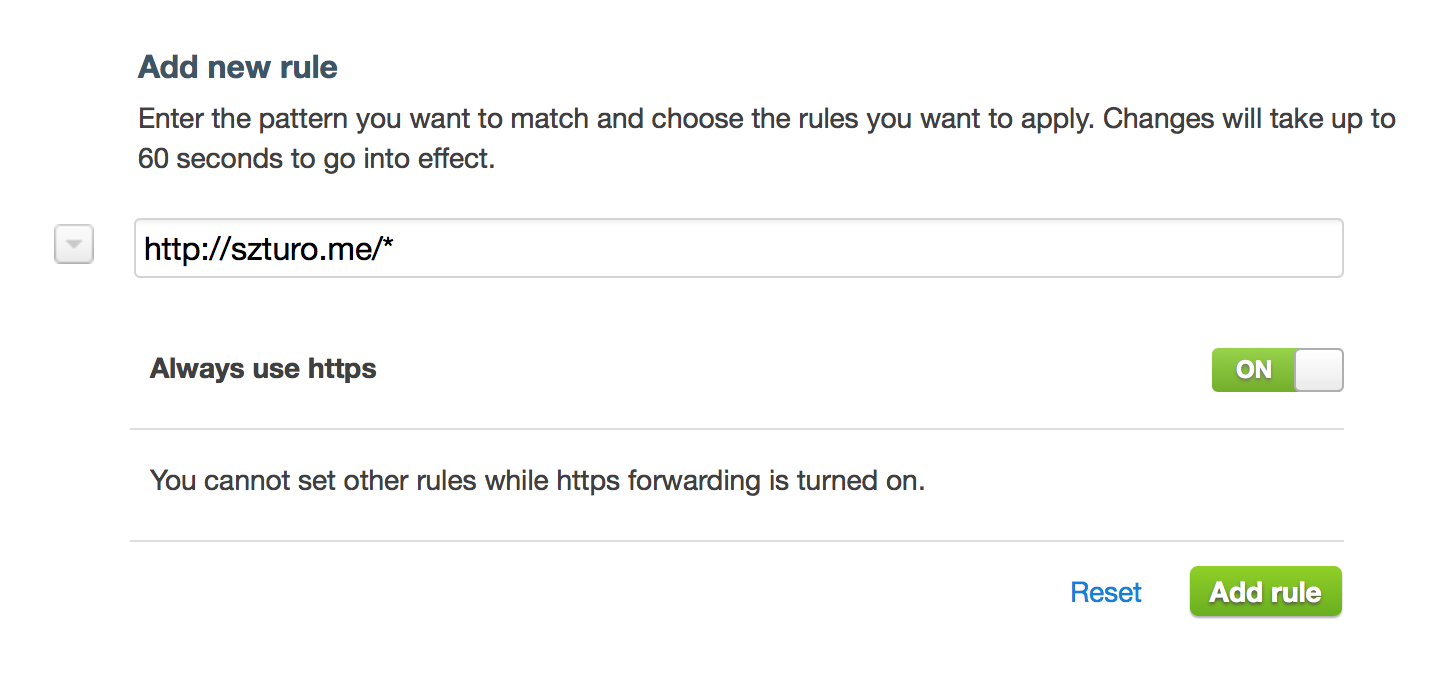 Add new rule
Enter the pattern you want to match and choose the rules you want to apply. Changes will take up to
60 seconds to go into effect.
http://szturo.me/*
Always use https
ON
You cannot set other rules while https forwarding is turned on.
Reset
Add rule